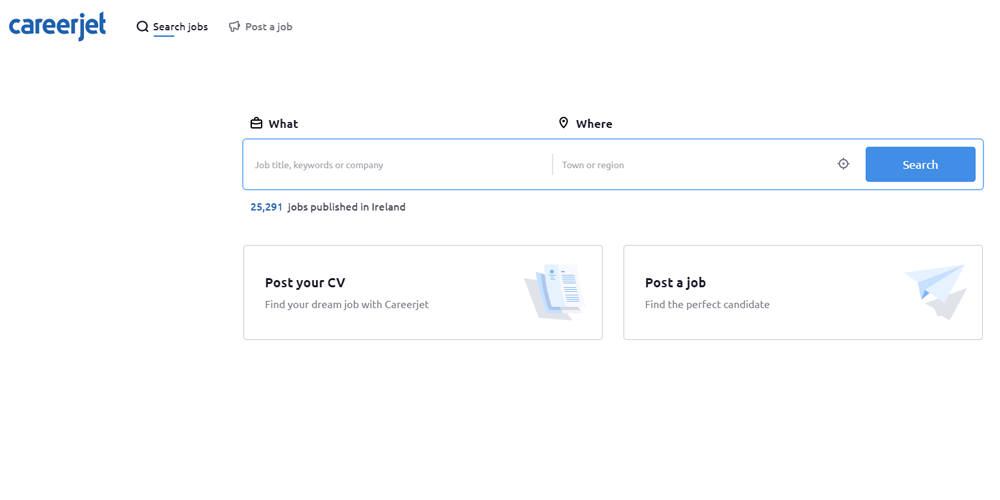 careerjet
Search jobs
Post a job
What
Where
Job title, keywords or company
Town or region
Search
25,291 jobs published in Ireland
Post your CV
Find your dream job with Careerjet
Post a job
Find the perfect candidate